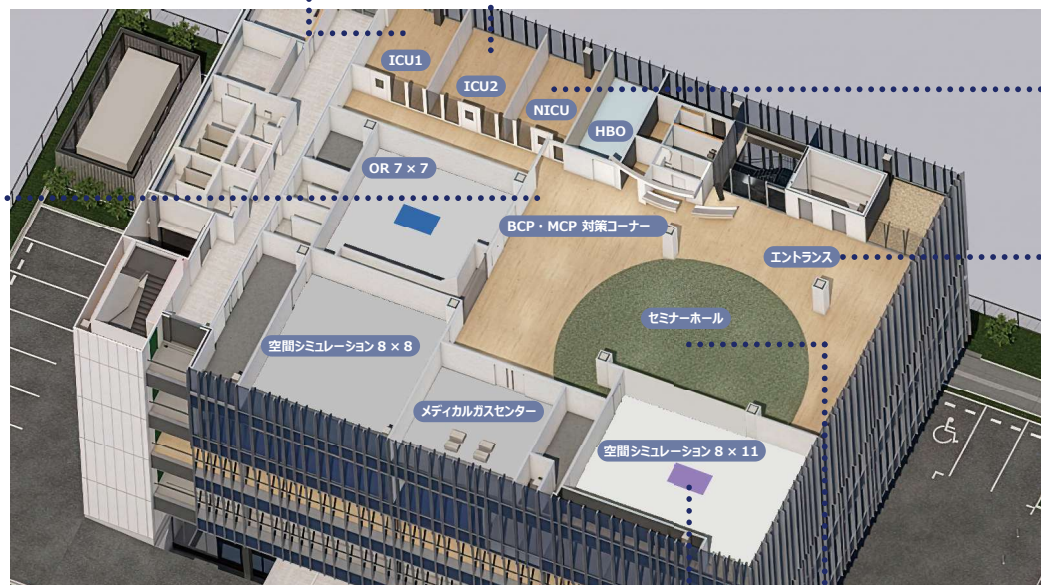 ICU1
ICU2
NICU
HBO
OR 7 × 7
BCP・MCP 対策コーナー
エントランス
セミナーホール
空間シミュレーション 8 × 8
メディカルガスセンター
空間シミュレーション 8 × 11